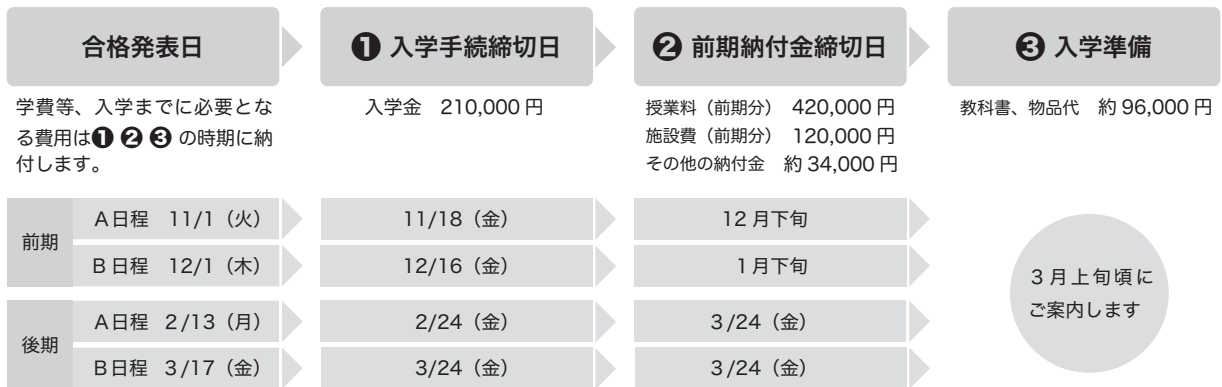 合格発表日
❶ 入学手続締切日
❷ 前期納付金締切日
❸ 入学準備
学費等、入学までに必要とな
る費用は❶ ❷ ❸ の時期に納
付します。
入学金 210,000 円
授業料（前期分） 420,000 円
施設費（前期分） 120,000 円
その他の納付金 約 34,000 円
教科書、物品代 約 96,000 円
前期
A日程 11/1（火）
11/18（金）
12 月下旬
B 日程 12/1（木）
12/16（金）
1 月下旬
後期
A日程 2/13（月）
2/24（金）
3/24（金）
B日程 3/17（金）
3/24（金）
3/24（金）
3 月上旬頃に
ご案内します